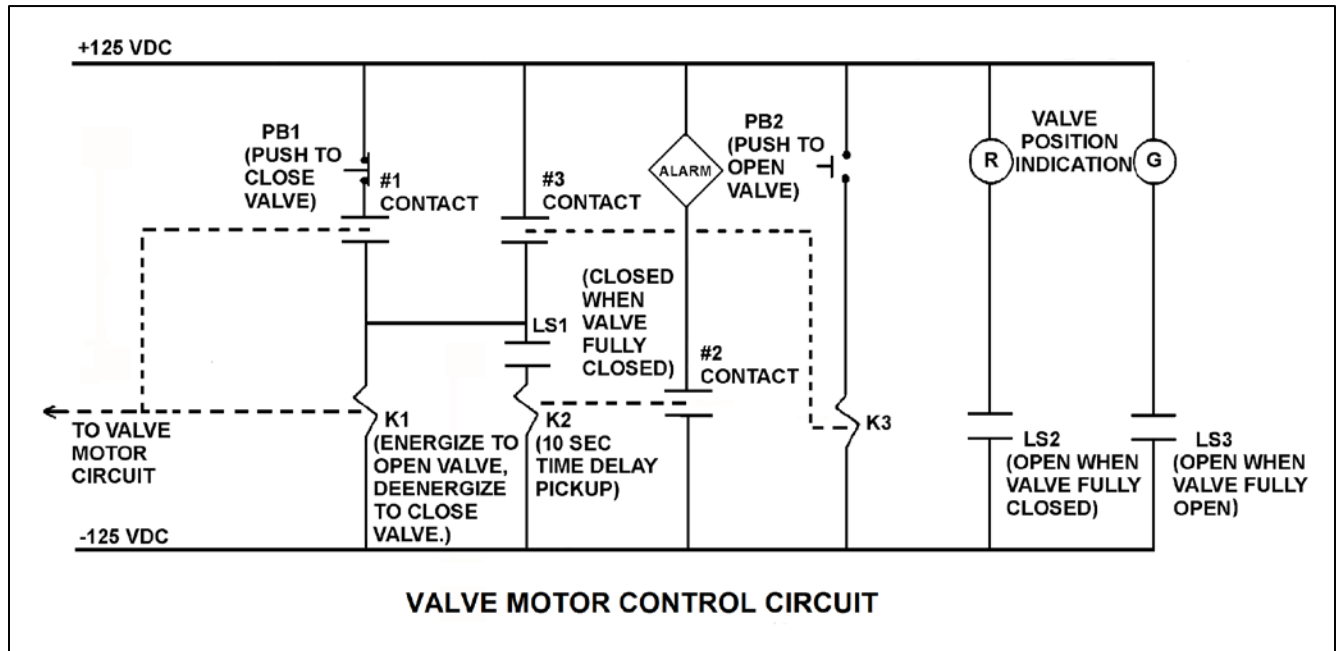 +125 VDC
PB1
(PUSH TO
CLOSE
VALVE)
#1
CONTACT
#3
CONTACT
ALARM
PB2
(PUSH TO
OPEN
VALVE)
R
VALVE
POSITION
INDICATION
G
(CLOSED
WHEN
VALVE
FULLY
CLOSED)
LS1
#2
CONTACT
TO VALVE
MOTOR
CIRCUIT
K1
(ENERGIZE TO
OPEN VALVE,
DEENERGIZE
TO CLOSE
VALVE.)
K2
(10 SEC
TIME DELAY
PICKUP)
K3
LS2
(OPEN WHEN
VALVE FULLY
CLOSED)
LS3
(OPEN WHEN
VALVE FULLY
OPEN)
-125 VDC
VALVE MOTOR CONTROL CIRCUIT